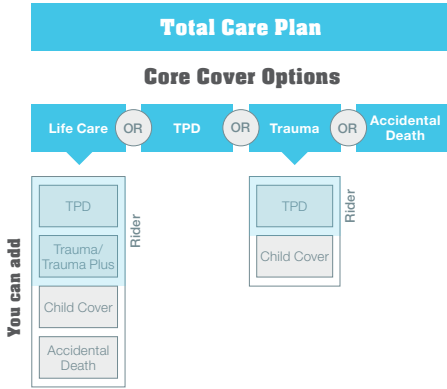 Total Care Plan
Core Cover Options
Life Care OR TPD OR Trauma OR Accidental
Death
You can add
TPD
Trauma/
Trauma Plus
Rider
Child Cover
Accidental
Death
TPD
Rider
Child Cover